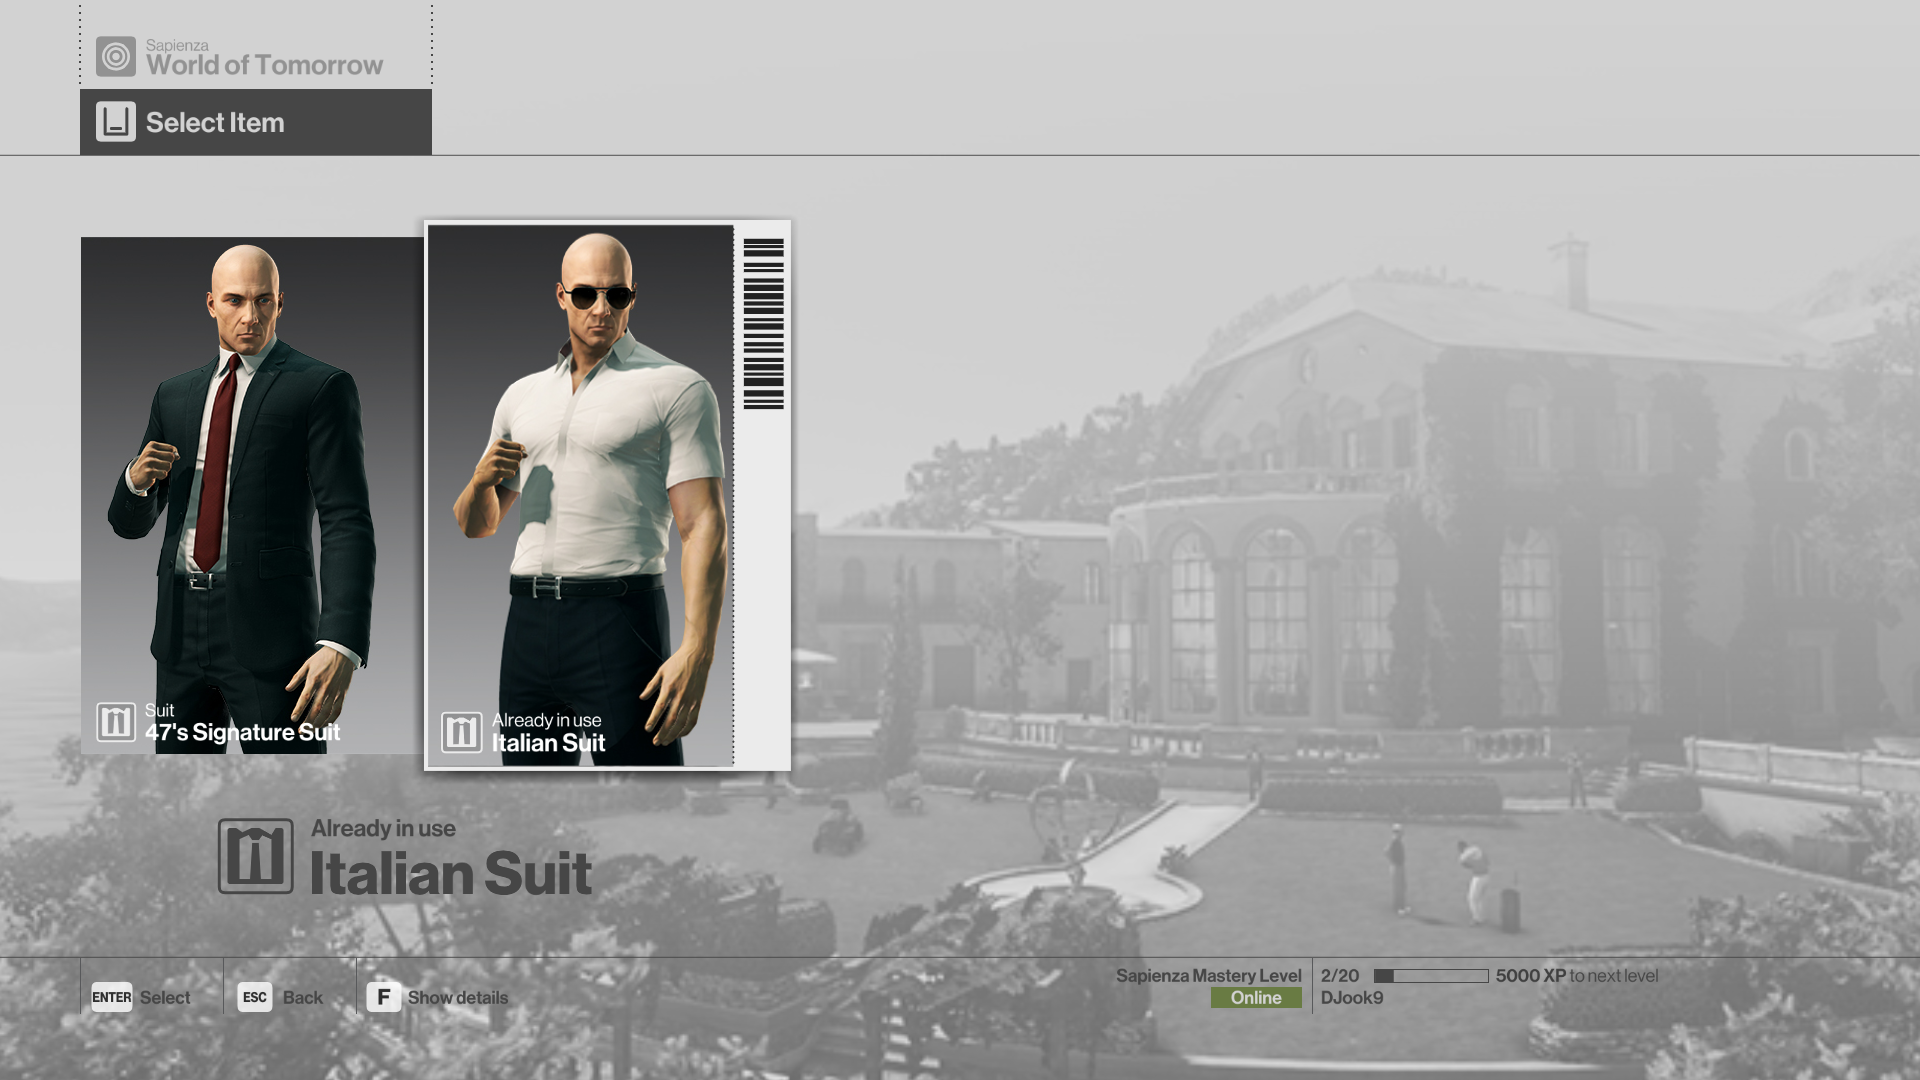 Sapienza
World of Tomorrow
Select Item
Suit
47's Signature Suit
Already in use
Italian Suit
Already in use
Italian Suit
ENTER Select
ESC Back
F Show details
Sapienza Mastery Level
Online
2/20
5000 XP to next level
DJook9